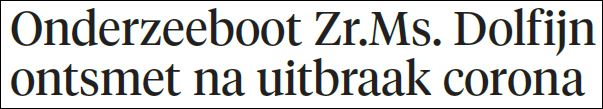 Onderzeeboot Zr.Ms. Dolfijn
ontsmet na uitbraak corona